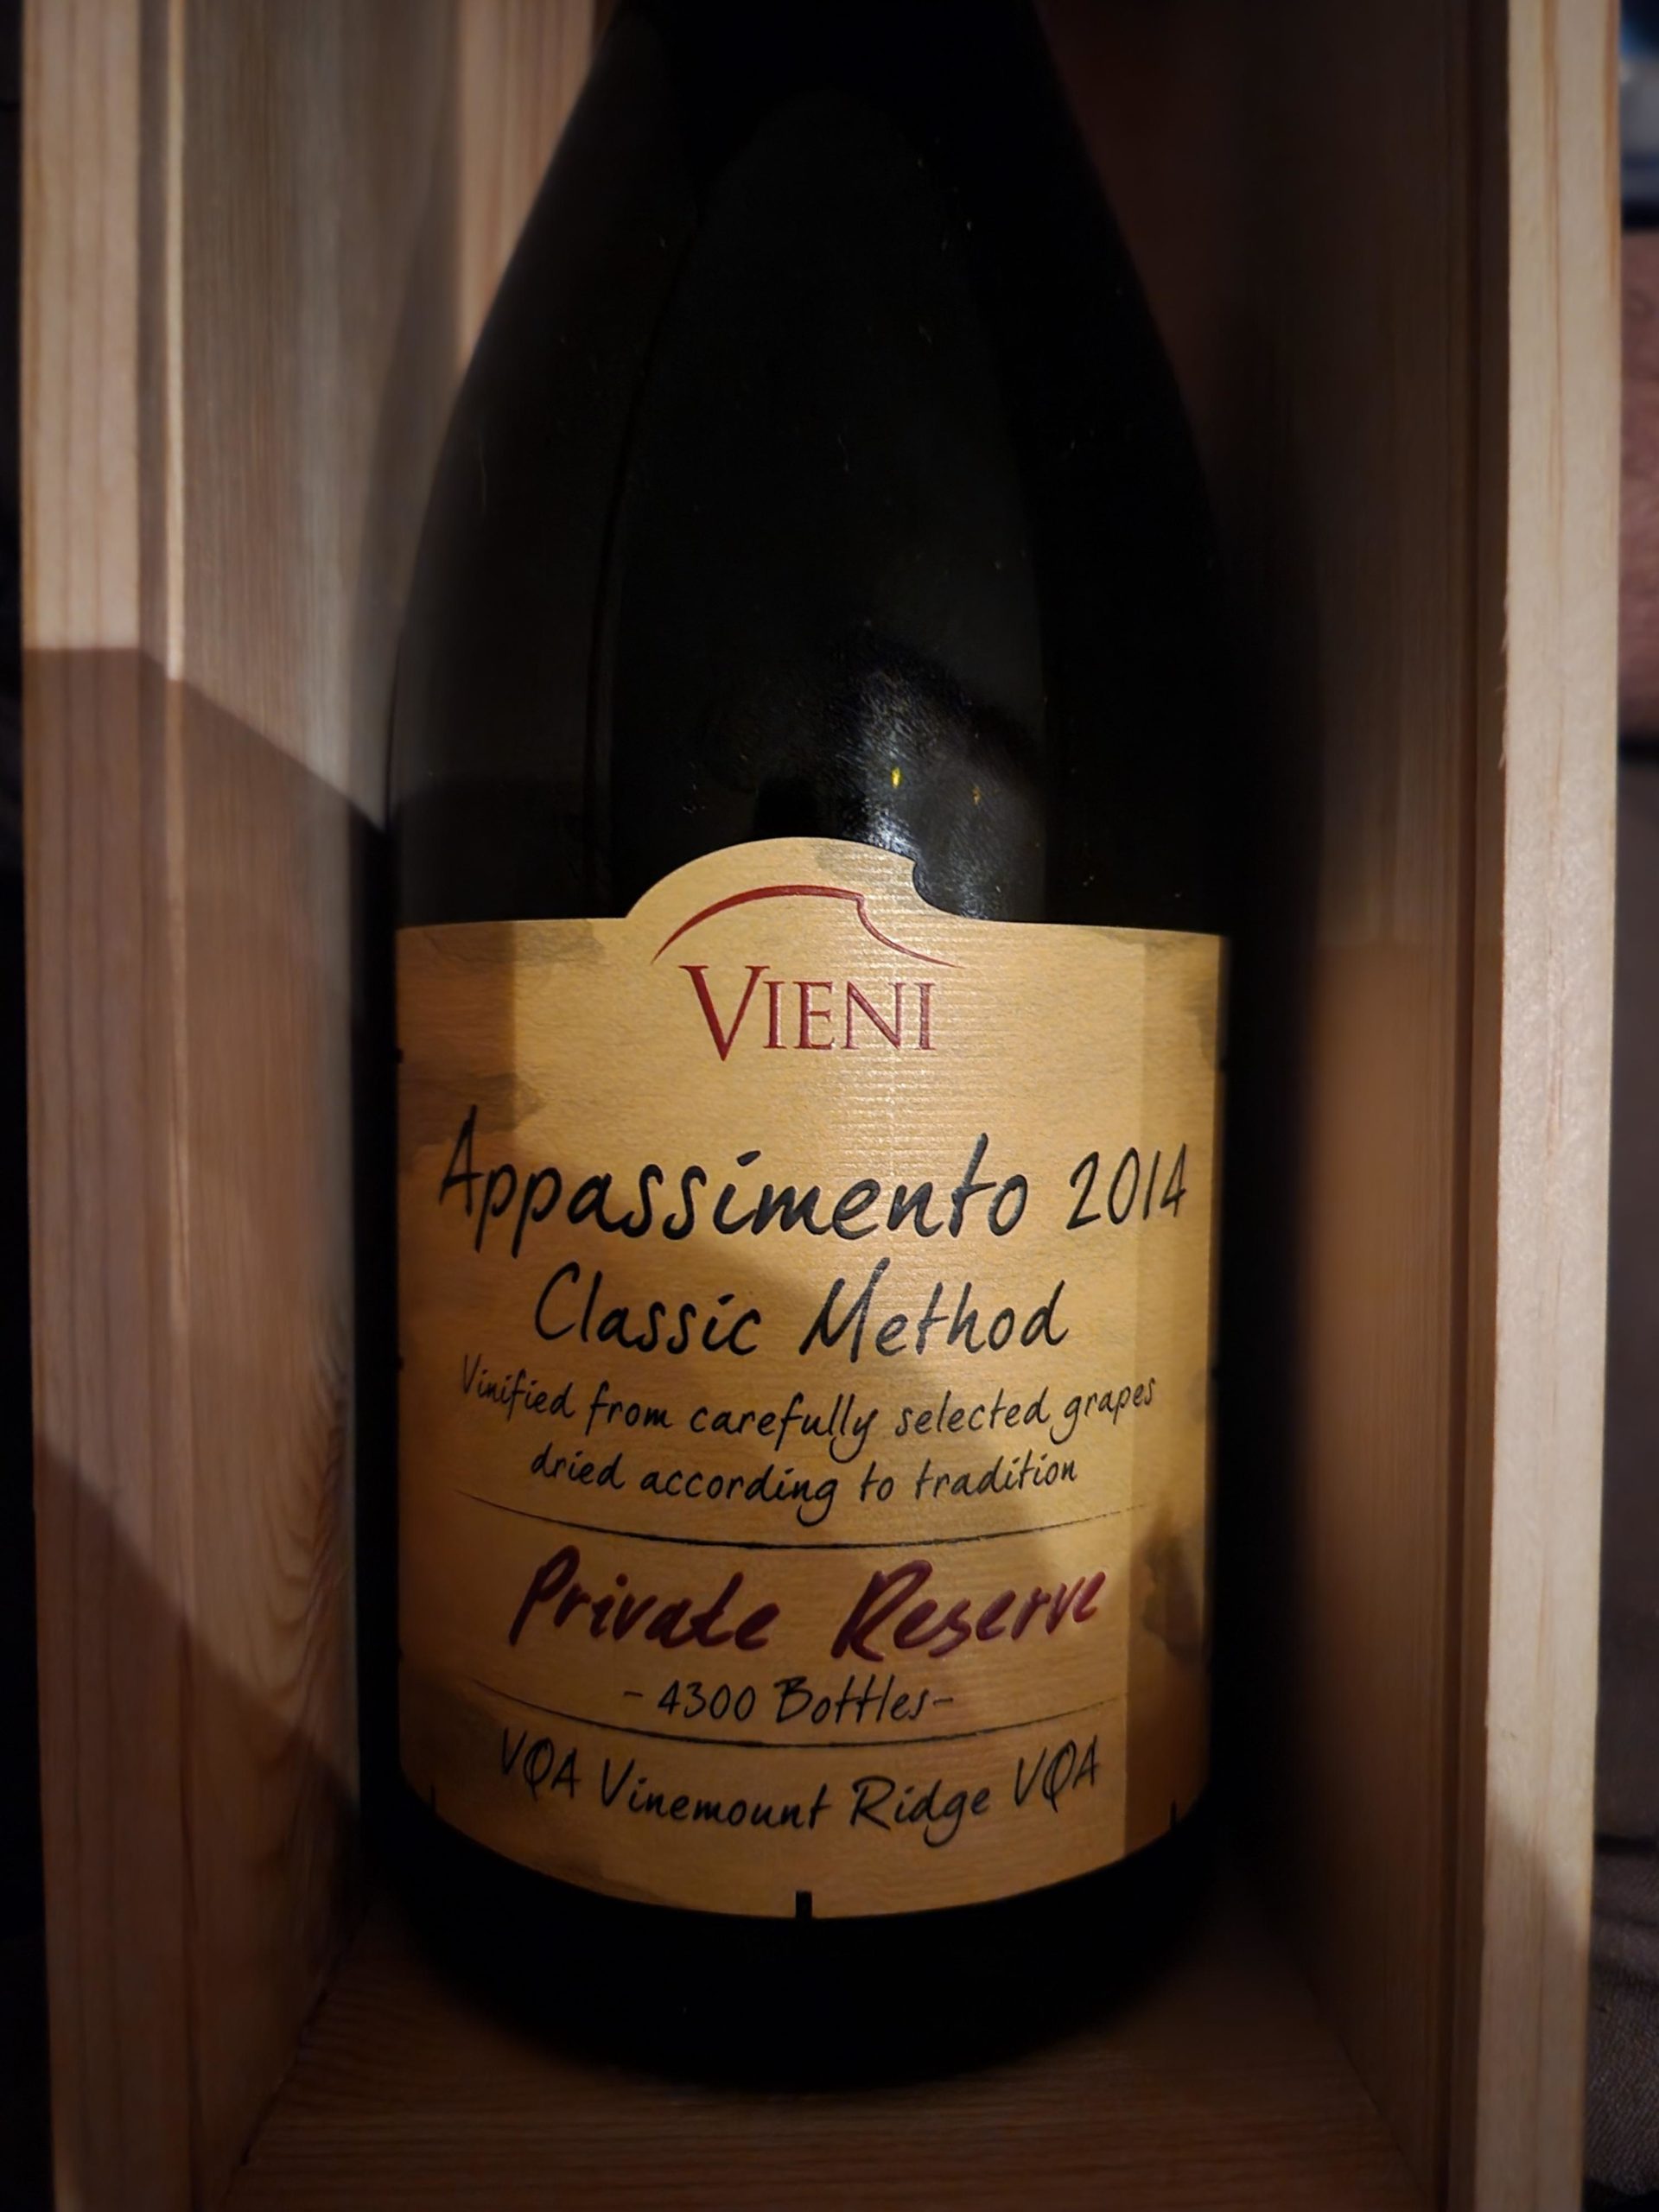 VIENI
Appassimento 2014
Classic Method
Vinified from carefully selected grapes
dried according to tradition
Private Reserve
- 4300 Bottles-
VQA Vinemount Ridge VQA